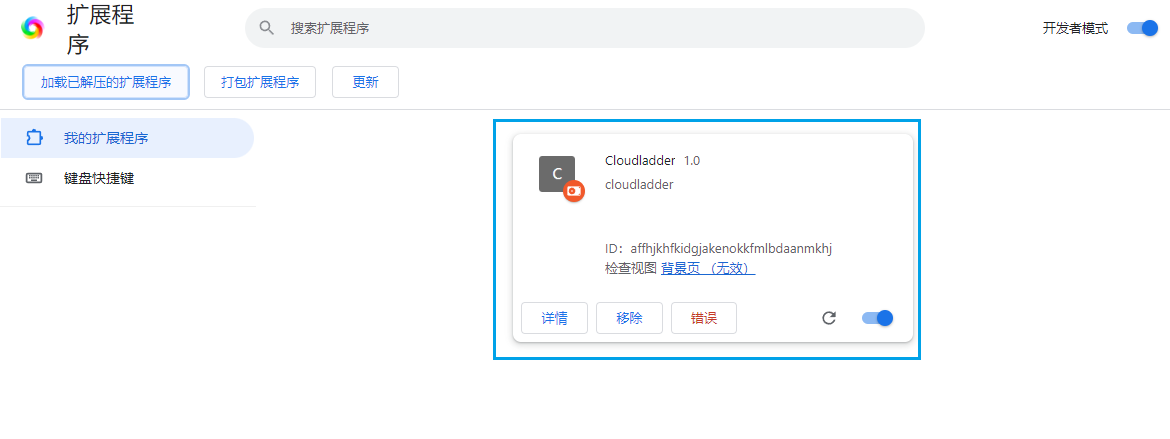 扩展程
序
搜索扩展程序
开发者模式
加载已解压的扩展程序
打包扩展程序
更新
我的扩展程序
键盘快捷键
C
Cloudladder 1.0
cloudladder
ID：affhjkhfkidgjakenokkfmlbdaanmkhj
检查视图 背景页 （无效）
详情
移除
错误